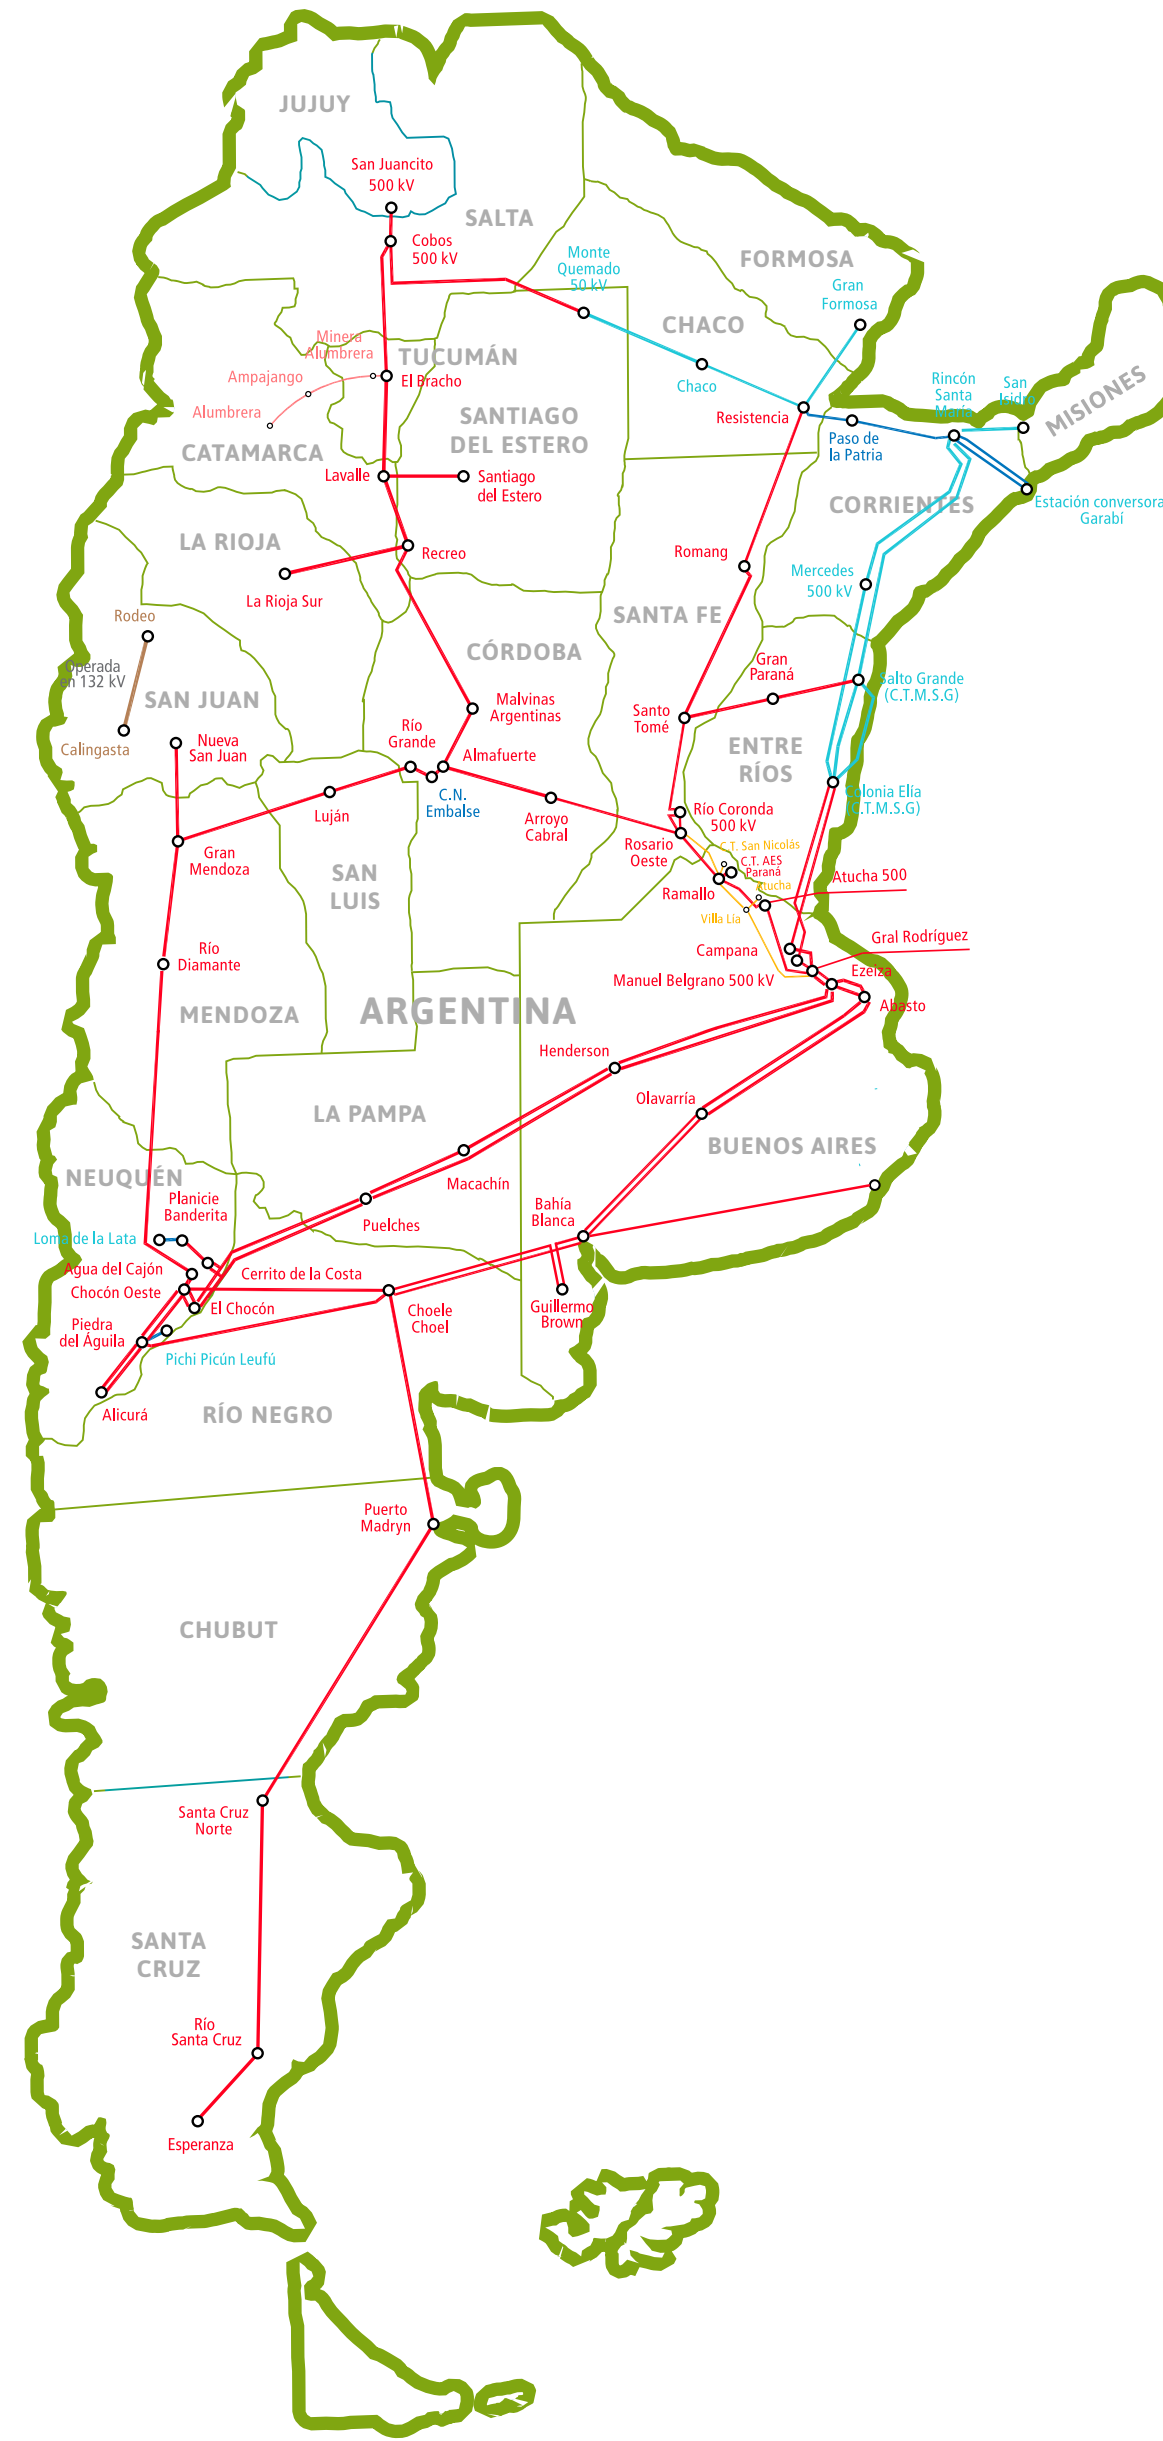 JUJUY
San Juancito
500 kV
SALTA
Cobos
500 kV
Monte
Quemado
50 kV
FORMOSA
Gran
Formosa
CHACO
Chaco
Minera
Alumbrera
TUCUMÁN
Ampajango
El Bracho
Alumbrera
SANTIAGO
DEL ESTERO
CATAMARCA
Resistencia
Rincón
Santa
María
San
Isidro
MISIONES
Paso de
la Patria
Lavalle
Santiago
del Estero
CORRIENTES
Estación conversora
Garabí
LA RIOJA
Recreo
Romang
Mercedes
500 kV
La Rioja Sur
Rodeo
SANTA FE
CÓRDOBA
Operada
en 132 kV
Gran
Paraná
Salto Grande
(C.T.M.S.G)
SAN JUAN
Malvinas
Argentinas
Santo
Tomé
Calingasta
Nueva
San Juan
Río
Grande
Almafuerte
ENTRE
RÍOS
C.N.
Embalse
Colonia Elía
(C.T.M.S.G)
Luján
Arroyo
Cabral
Río Coronda
500 kV
Gran
Mendoza
Rosario
Oeste
C.T. San Nicolás
C.T. AES
Paraná
SAN
LUIS
Ramallo
Atucha
Atucha 500
Villa Lía
Gral Rodríguez
Río
Diamante
Campana
Manuel Belgrano 500 kV
Ezeiza
Abasto
MENDOZA
ARGENTINA
Henderson
Olavarría
LA PAMPA
BUENOS AIRES
NEUQUÉN
Macachín
Planicie
Banderita
Puelches
Bahía
Blanca
Loma de la Lata
Agua del Cajón
Cerrito de la Costa
Chocón Oeste
El Chocón
Choele
Choel
Guillermo
Brown
Piedra
del Águila
Pichi Picún Leufú
Alicurá
RÍO NEGRO
Puerto
Madryn
CHUBUT
Santa Cruz
Norte
SANTA
CRUZ
Río
Santa Cruz
Esperanza